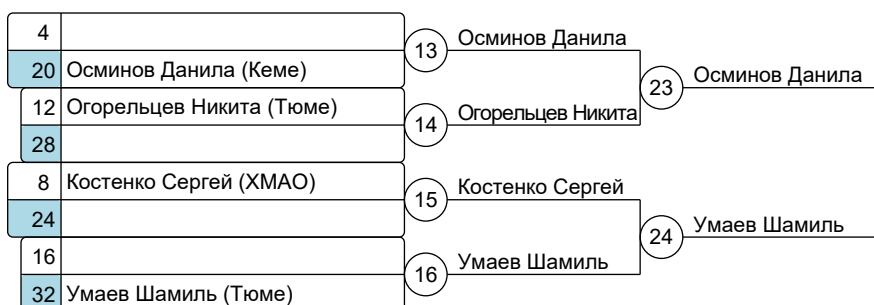 4
20 Осминов Данила (Кеме)
12 Огорельцев Никита (Тюме)
28
8 Костенко Сергей (ХМАО)
24
16
32 Умаев Шамиль (Тюме)
13 Осминов Данила
14 Огорельцев Никита
15 Костенко Сергей
16 Умаев Шамиль
23 Осминов Данила
24 Умаев Шамиль